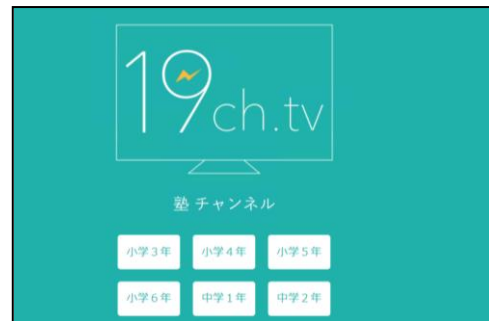 19ch.tv
塾 チャンネル
小学3年 小学4年 小学5年
小学6年 中学1年 中学2年